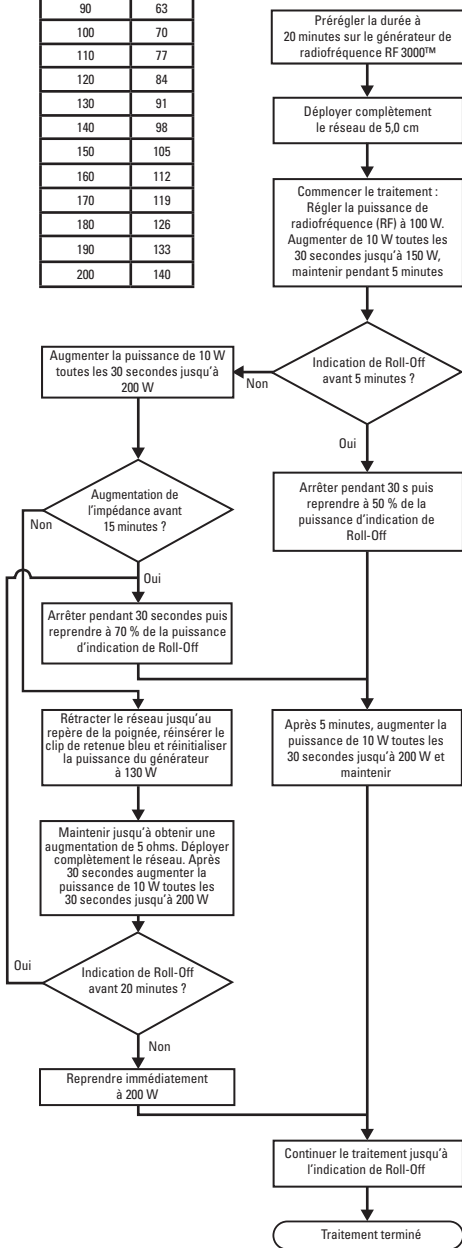 90 63
100 70
110 77
120 84
130 91
140 98
150 105
160 112
170 119
180 126
190 133
200 140
Prérégler la durée à
20 minutes sur le générateur de
radiofréquence RF 3000™
Déployer complètement
le réseau de 5,0 cm
Commencer le traitement :
Régler la puissance de
radiofréquence (RF) à 100 W.
Augmenter de 10 W toutes les
30 secondes jusqu'à 150 W,
maintenir pendant 5 minutes
Indication de Roll-Off
avant 5 minutes ?
Non
Oui
Augmenter la puissance de 10 W
toutes les 30 secondes jusqu'à
200 W
Augmentation de
l'impédance avant
15 minutes ?
Non
Oui
Arrêter pendant 30 s puis
reprendre à 50 % de la
puissance d'indication de
Roll-Off
Arrêter pendant 30 secondes puis
reprendre à 70 % de la puissance
d'indication de Roll-Off
Rétracter le réseau jusqu'au
repère de la poignée, réinsérer le
clip de retenue bleu et réinitialiser
la puissance du générateur
à 130 W
Après 5 minutes, augmenter la
puissance de 10 W toutes les
30 secondes jusqu'à 200 W et
maintenir
Maintenir jusqu'à obtenir une
augmentation de 5 ohms. Déployer
complètement le réseau. Après
30 secondes augmenter la
puissance de 10 W toutes les
30 secondes jusqu'à 200 W
Oui
Indication de Roll-Off
avant 20 minutes ?
Non
Reprendre immédiatement
à 200 W
Continuer le traitement jusqu'à
l'indication de Roll-Off
Traitement terminé